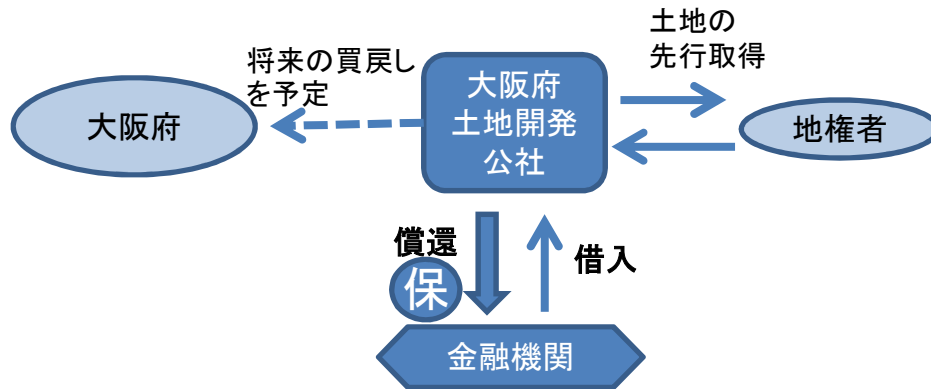 土地の
先行取得
将来の買戻し
を予定
大阪府
大阪府
土地開発
公社
地権者
償還
保
借入
金融機関